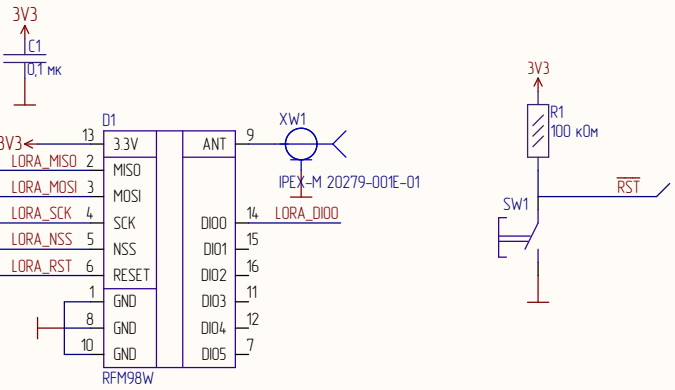 3V3
C1
0,1 мк
3V3
R1
100 кОм
RST
SW1
D1
XW1
IPEX-M 20279-001E-01
3V3 13 3.3V ANT 9
LORA_MISO 2 MISO
LORA_MOSI 3 MOSI
LORA_SCK 4 SCK DIO0 14 LORA_DIO0
LORA_NSS 5 NSS DIO1 15
LORA_RST 6 RESET DIO2 16
1 GND DIO3 11
8 GND DIO4 12
10 GND DIO5 7
RFM98W